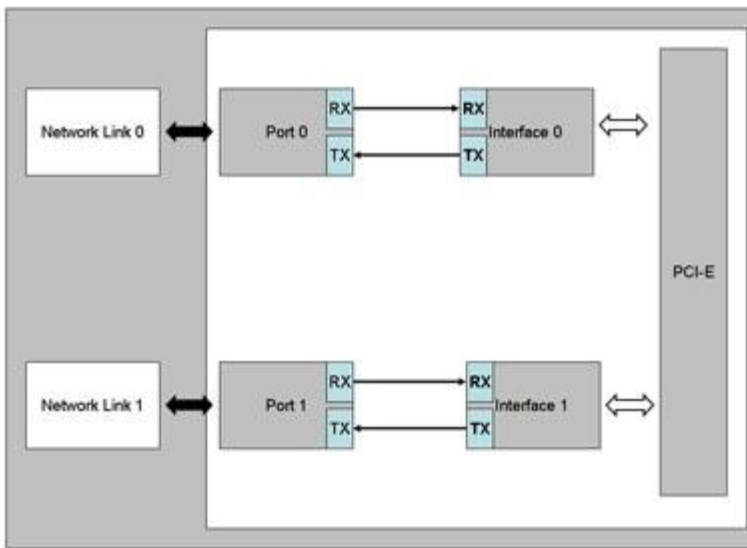 Network Link 0
Port 0
RX
TX
RX
TX
Interface 0
PCI-E
Network Link 1
Port 1
RX
TX
RX
TX
Interface 1